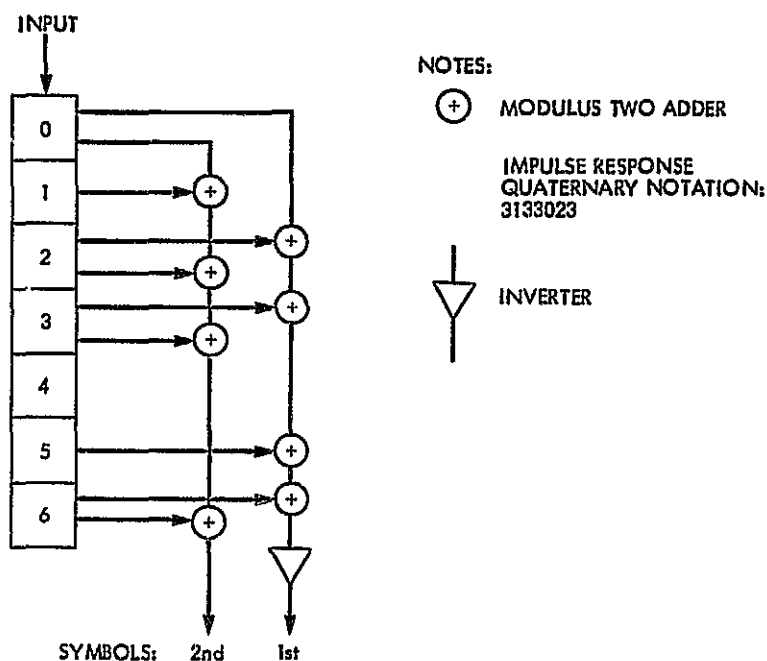 INPUT
0
1
2
3
4
5
6
+
+
+
+
+
+
+
+
SYMBOLS: 2nd 1st
NOTES:
+ MODULUS TWO ADDER
IMPULSE RESPONSE
QUATERNARY NOTATION:
3133023
INVERTER